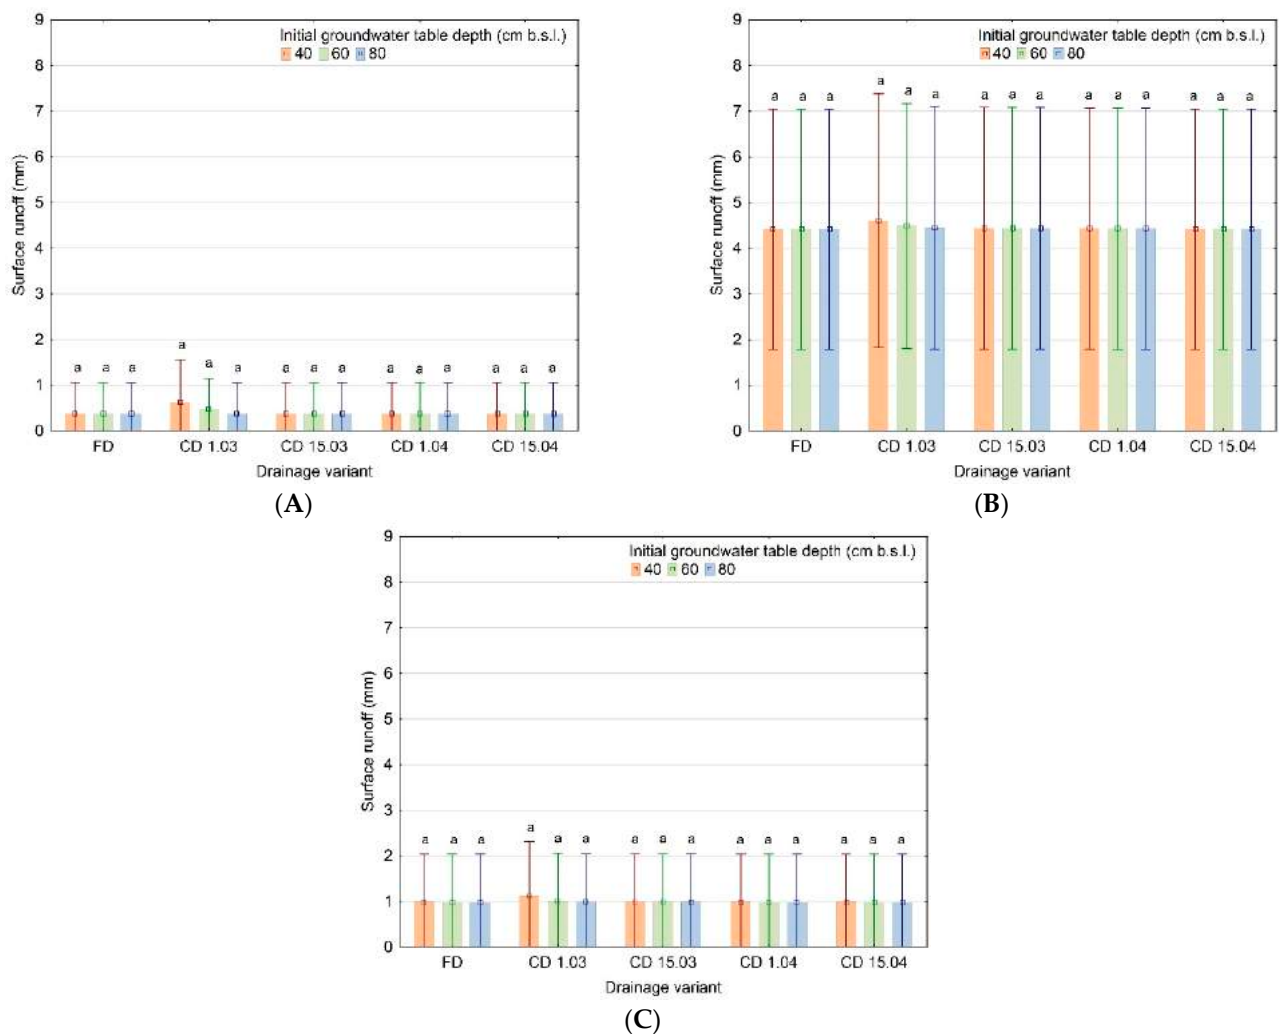 Initial groundwater table depth (cm b.s.l.)
40 60 80
9
8
7
6
5
4
3
2
1
0
Surface runoff (mm)
a a a a a a a a a a a a a a a
FD CD 1.03 CD 15.03 CD 1.04 CD 15.04
Drainage variant
(A)
Initial groundwater table depth (cm b.s.l.)
40 60 80
9
8
7
6
5
4
3
2
1
0
Surface runoff (mm)
a a a a a a a a a a a a a a a
FD CD 1.03 CD 15.03 CD 1.04 CD 15.04
Drainage variant
(B)
Initial groundwater table depth (cm b.s.l.)
40 60 80
9
8
7
6
5
4
3
2
1
0
Surface runoff (mm)
a a a a a a a a a a a a a a a
FD CD 1.03 CD 15.03 CD 1.04 CD 15.04
Drainage variant
(C)